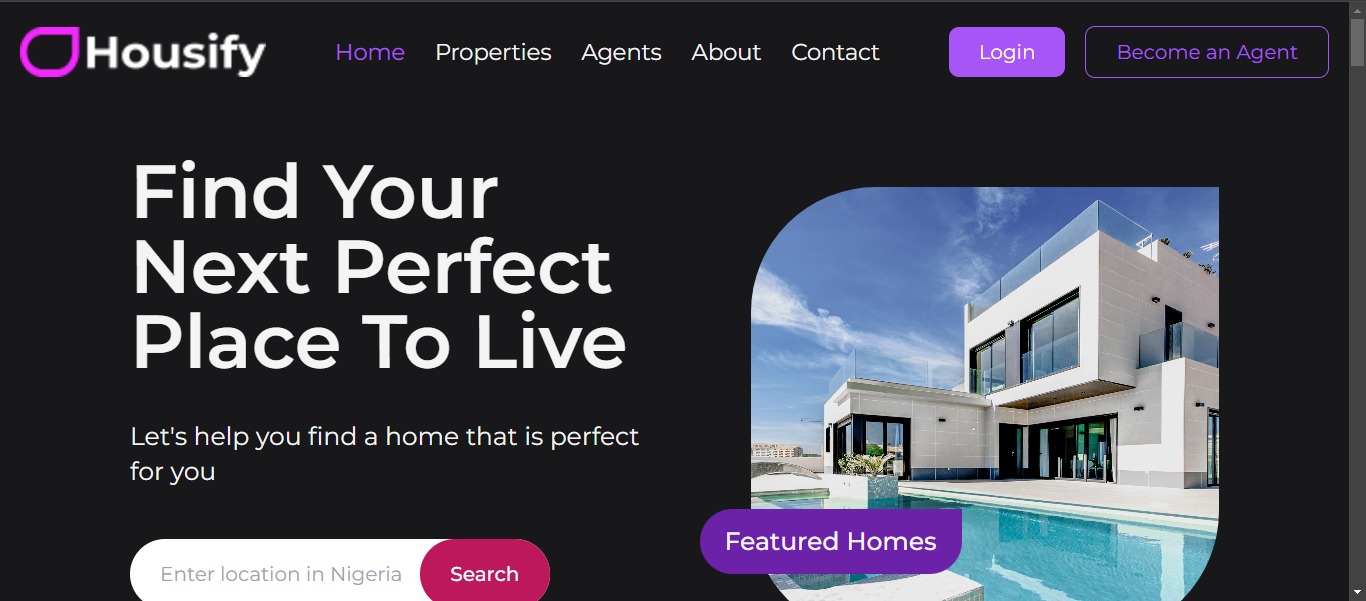 Housify
Home
Properties
Agents
About
Contact
Login
Become an Agent
Find Your
Next Perfect
Place To Live
Let's help you find a home that is perfect
for you
Enter location in Nigeria
Search
Featured Homes